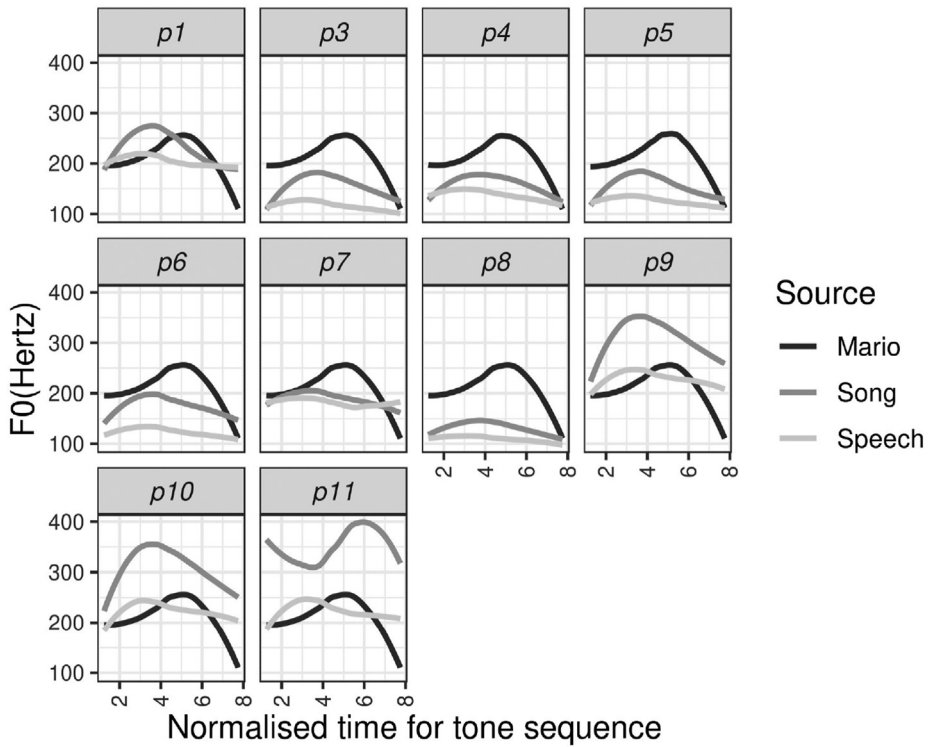 p1 p3 p4 p5
400
300
200
100
p6 p7 p8 p9
400
300
200
100
2 4 6 8 2 4 6 8
p10 p11
400
300
200
100
2 4 6 8 2 4 6 8
F0(Hertz)
Normalised time for tone sequence
Source
Mario
Song
Speech